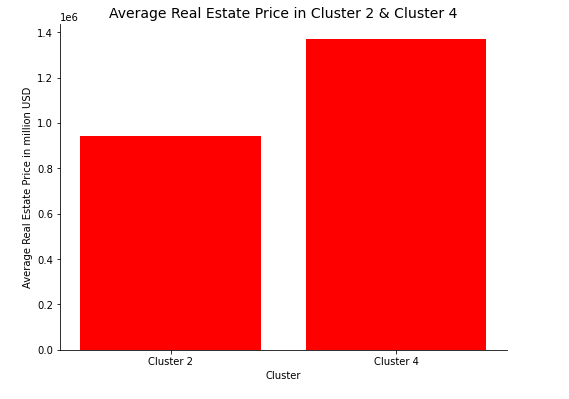 Average Real Estate Price in Cluster 2 & Cluster 4
1e6
1.4
1.2
1.0
0.8
0.6
0.4
0.2
0.0
Average Real Estate Price in million USD
Cluster 2
Cluster 4
Cluster